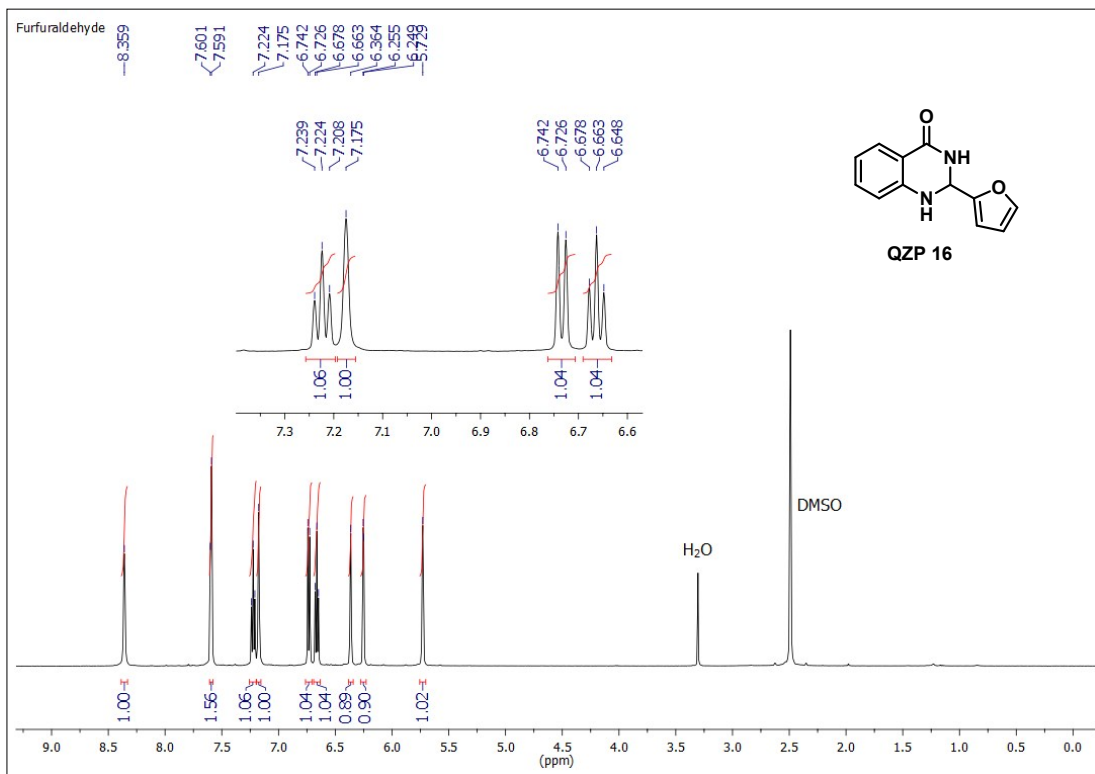 Furfuraldehyde
8.359
7.601
7.591
7.224
7.175
6.742
6.726
6.678
6.663
6.364
6.255
6.249
5.729
7.239
7.224
7.208
7.175
6.742
6.726
6.678
6.663
6.648
O
NH
N
H
O
QZP 16
1.06
1.00
1.04
1.04
7.3 7.2 7.1 7.0 6.9 6.8 6.7 6.6
DMSO
H₂O
1.00
1.56
1.06
1.00
1.04
1.04
0.89
0.90
1.02
9.0 8.5 8.0 7.5 7.0 6.5 6.0 5.5 5.0 4.5 4.0 3.5 3.0 2.5 2.0 1.5 1.0 0.5 0.0
(ppm)